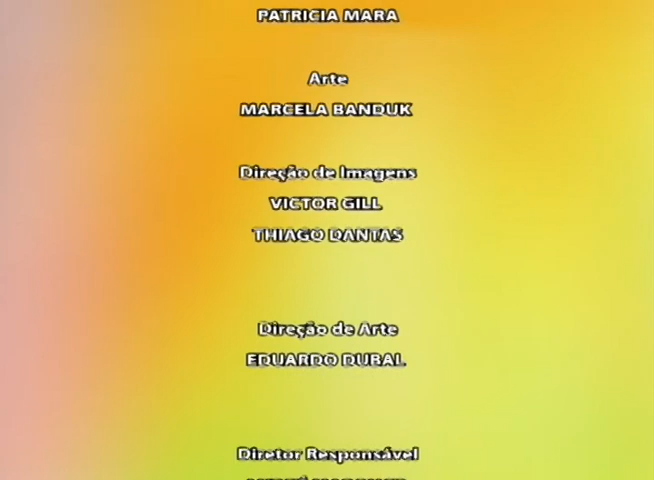 PATRICIA MARA
Arte
MARCELA BANDUK
Direção de Imagens
VICTOR GILL
THIAGO DANTAS
Direção de Arte
EDUARDO DUBAL
Diretor Responsável